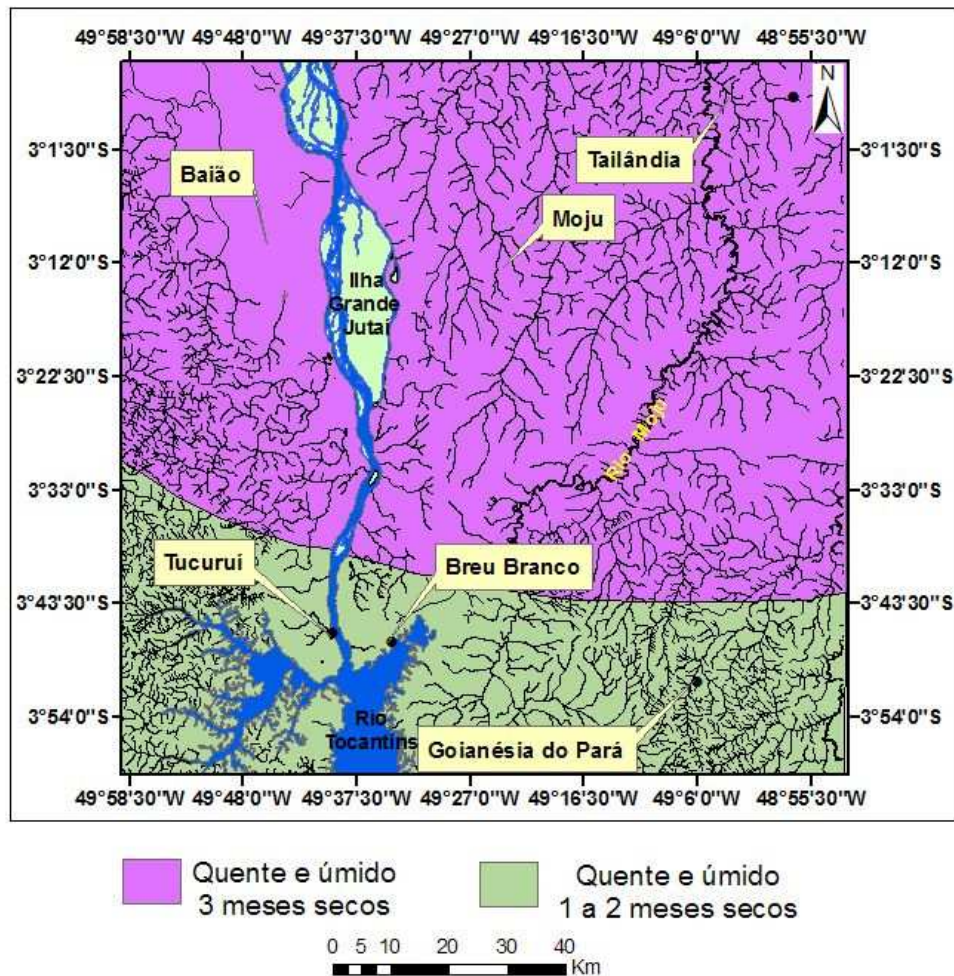 49°58'30"W 49°48'0"W 49°37'30"W 49°27'0"W 49°16'30"W 49°6'0"W 48°55'30"W
N
3°1'30"S
3°1'30"S
Tailândia
Baião
Moju
3°12'0"S
3°12'0"S
Ilha
Grande
Jutaí
3°22'30"S
3°22'30"S
Rio Moju
3°33'0"S
3°33'0"S
Tucuruí
Breu Branco
3°43'30"S
3°43'30"S
3°54'0"S
3°54'0"S
Rio
Tocantins
Goianésia do Pará
49°58'30"W 49°48'0"W 49°37'30"W 49°27'0"W 49°16'30"W 49°6'0"W 48°55'30"W
Quente e úmido
3 meses secos
Quente e úmido
1 a 2 meses secos
0 5 10 20 30 40
Km